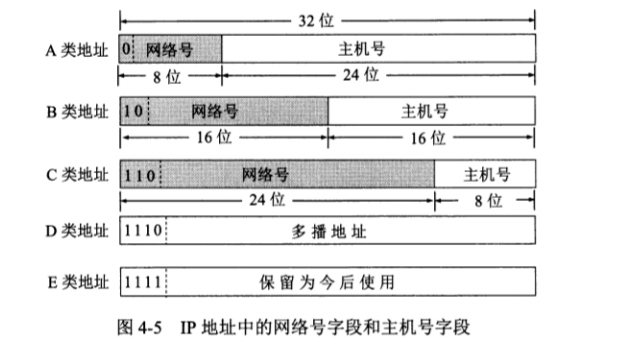 32 位
A 类地址 0 网络号 主机号
8 位 24 位
B 类地址 10 网络号 主机号
16 位 16 位
C 类地址 110 网络号 主机号
24 位 8 位
D 类地址 1110 多播地址
E 类地址 1111 保留为今后使用
图 4-5 IP 地址中的网络号字段和主机号字段